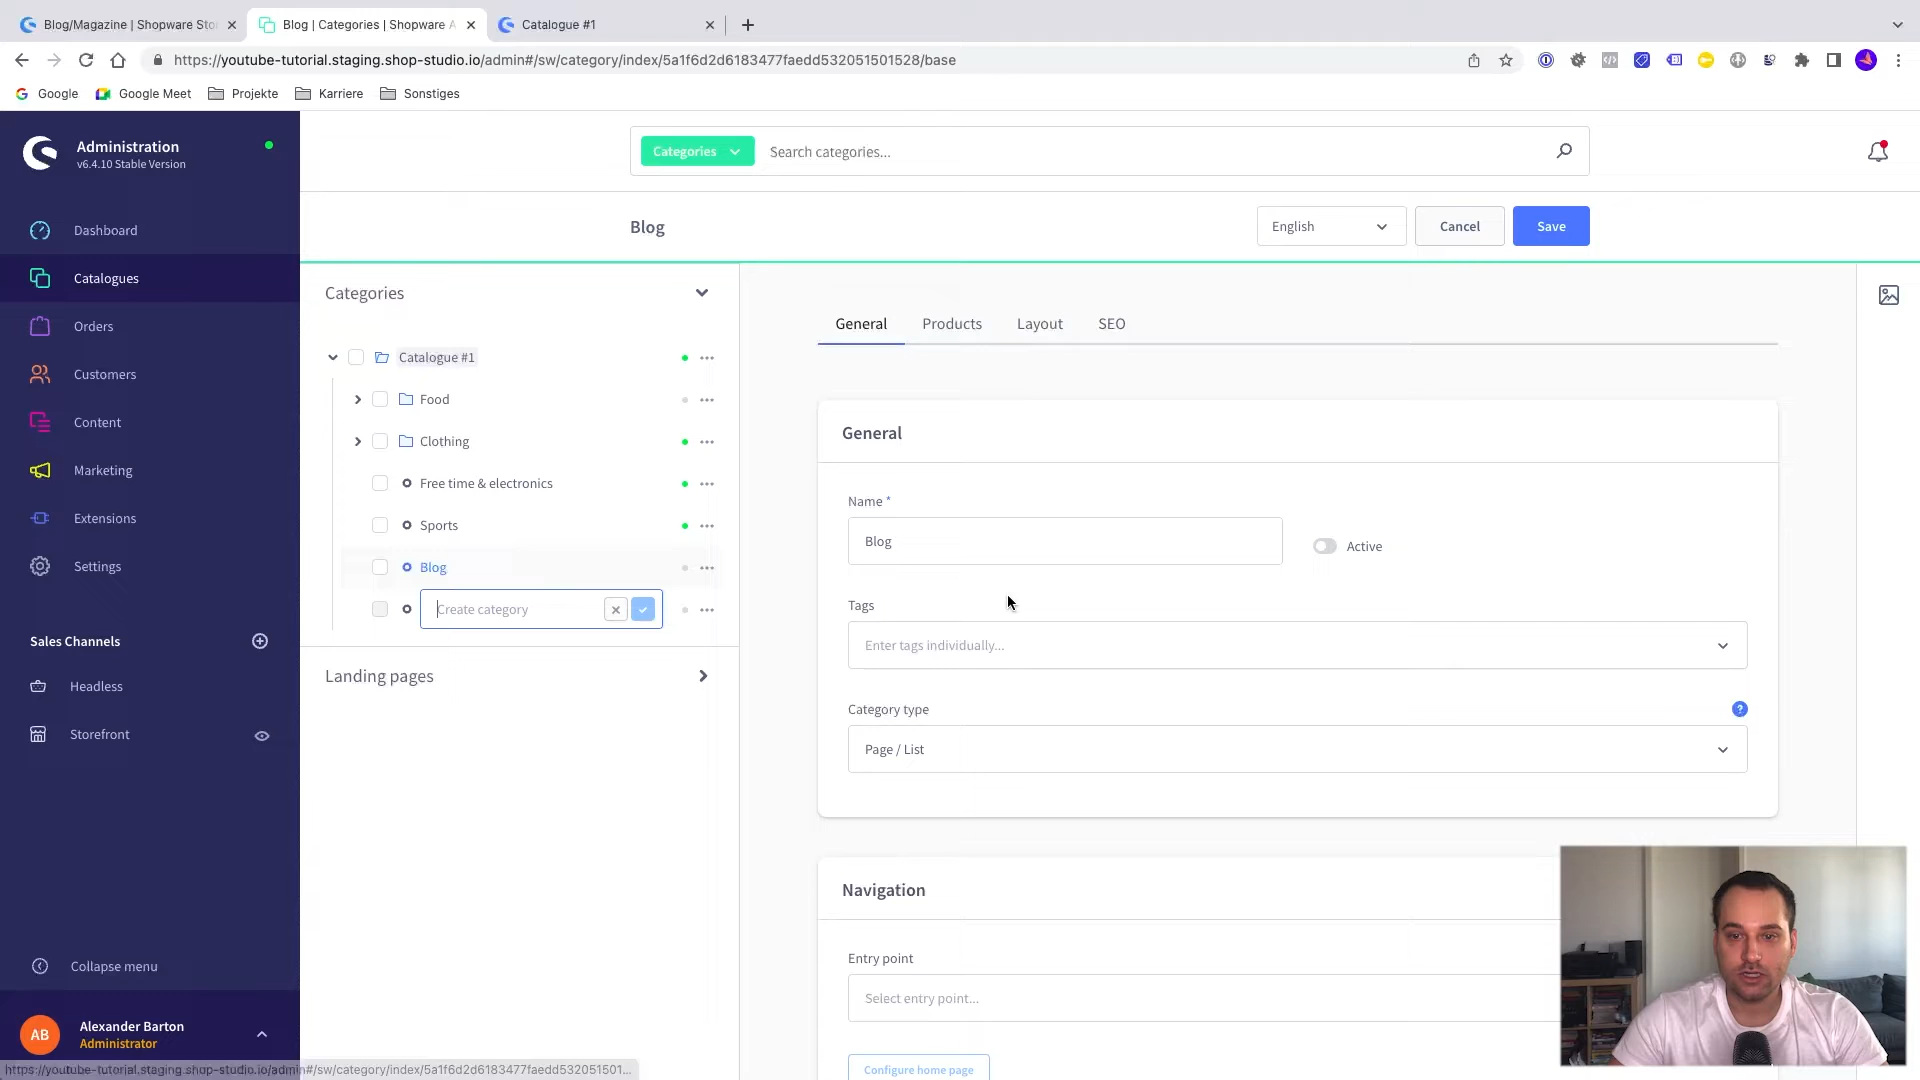 Blog/Magazine | Shopware Sto
Blog | Categories | Shopware A
Catalogue #1
https://youtube-tutorial.staging.shop-studio.io/admin#/sw/category/index/5a1f6d2d6183477faedd532051501528/base
Google
Google Meet
Projekte
Karriere
Sonstiges
Administration
v6.4.10 Stable Version
Categories
Search categories...
Dashboard
Catalogues
Orders
Customers
Content
Marketing
Extensions
Settings
Sales Channels
Headless
Storefront
Collapse menu
AB
Alexander Barton
Administrator
Blog
English
Cancel
Save
Categories
Catalogue #1
Food
Clothing
Free time & electronics
Sports
Blog
Create category
Landing pages
General
Products
Layout
SEO
General
Name *
Blog
Active
Tags
Enter tags individually...
Category type
?
Page / List
Navigation
Entry point
Select entry point...
Configure home page
https://youtube-tutorial.staging.shop-studio.io/admin#/sw/category/index/5a1f6d2d6183477faedd532051501...